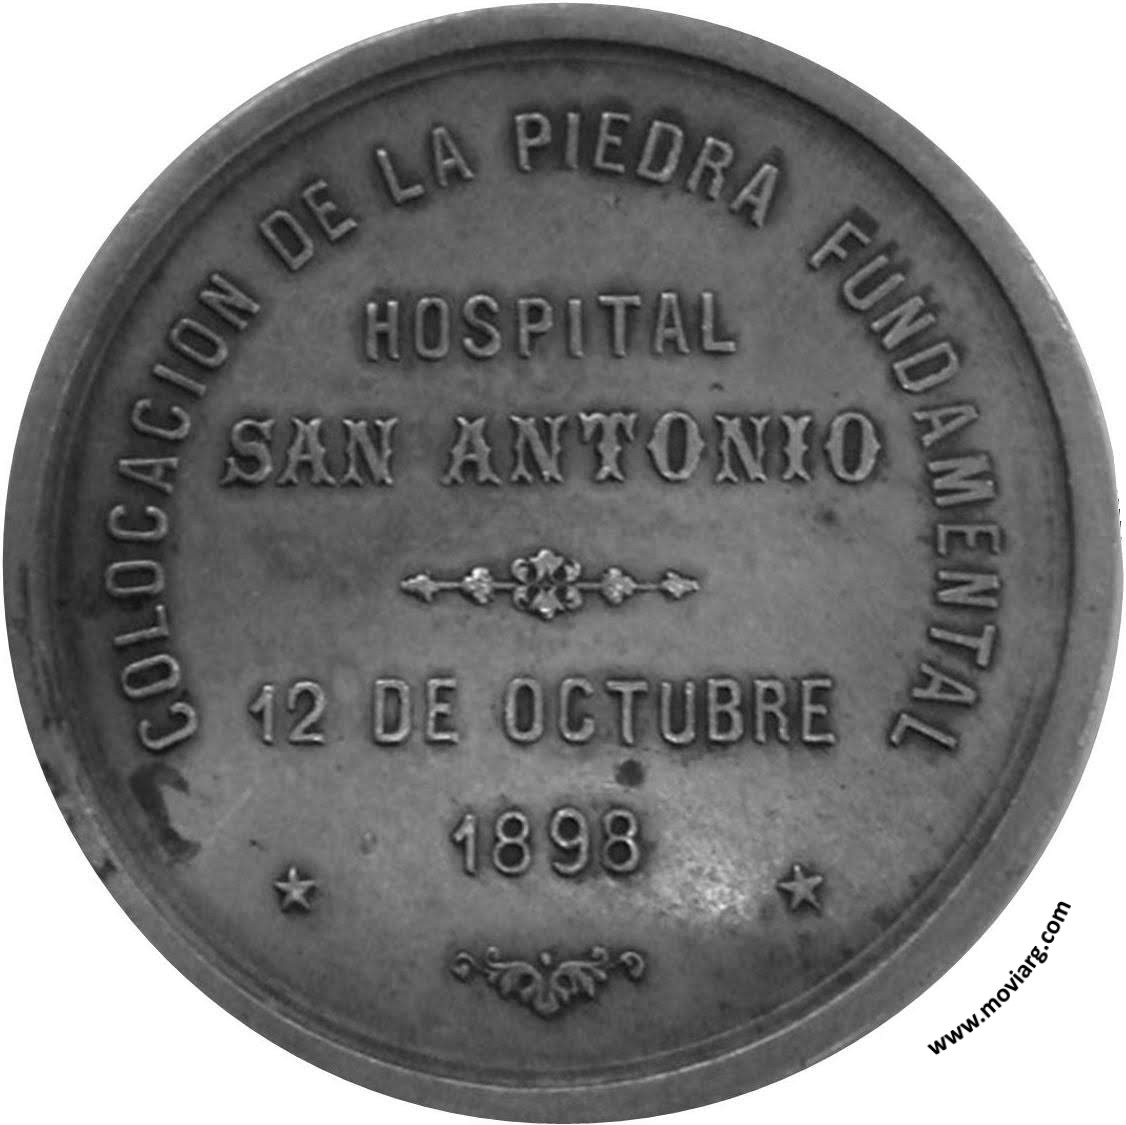 COLOCACION DE LA PIEDRA FUNDAMENTAL
HOSPITAL
SAN ANTONIO
12 DE OCTUBRE
1898
www.moviarg.com